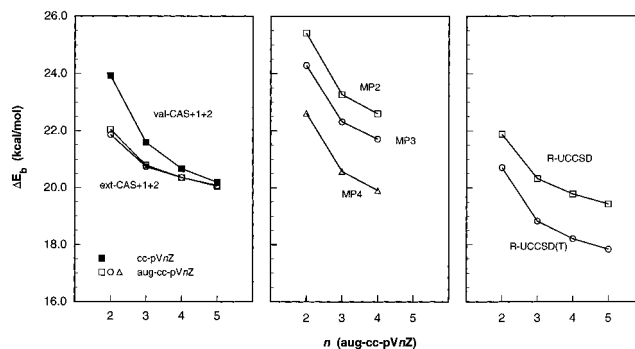 26.0
24.0
22.0
20.0
18.0
16.0
ΔE_b (kcal/mol)
val-CAS+1+2
ext-CAS+1+2
cc-pVnZ
aug-cc-pVnZ
2 3 4 5
MP2
MP3
MP4
2 3 4 5
R-UCCSD
R-UCCSD(T)
2 3 4 5
n (aug-cc-pVnZ)